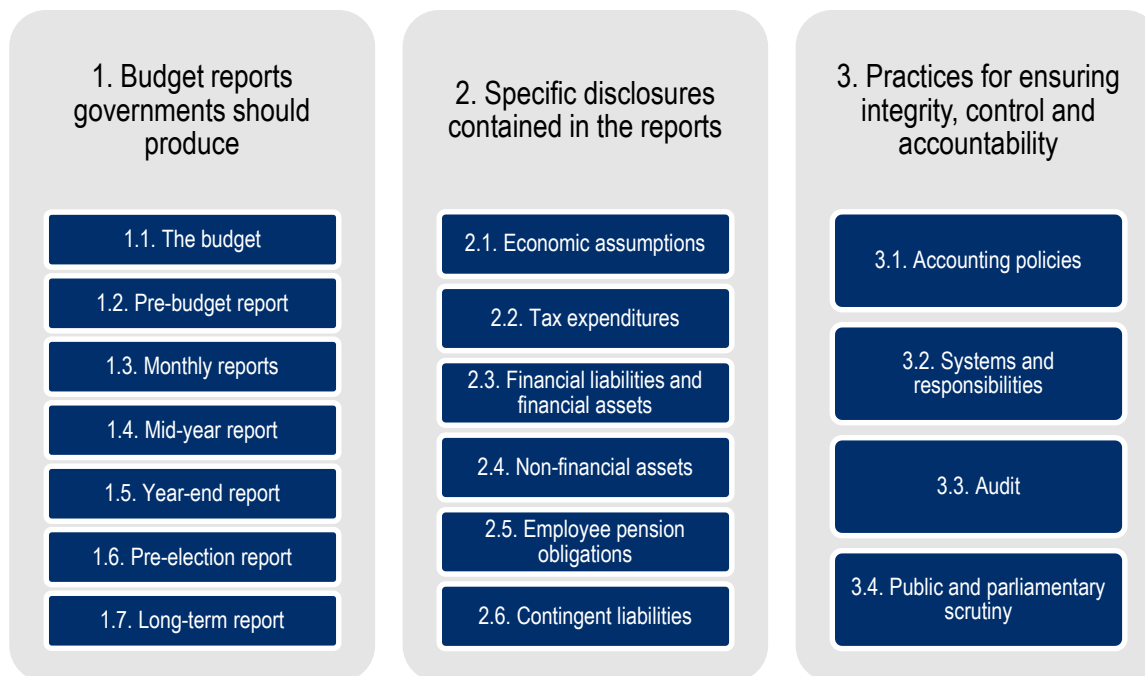 1. Budget reports
governments should
produce
1.1. The budget
1.2. Pre-budget report
1.3. Monthly reports
1.4. Mid-year report
1.5. Year-end report
1.6. Pre-election report
1.7. Long-term report
2. Specific disclosures
contained in the reports
2.1. Economic assumptions
2.2. Tax expenditures
2.3. Financial liabilities and
financial assets
2.4. Non-financial assets
2.5. Employee pension
obligations
2.6. Contingent liabilities
3. Practices for ensuring
integrity, control and
accountability
3.1. Accounting policies
3.2. Systems and
responsibilities
3.3. Audit
3.4. Public and parliamentary
scrutiny